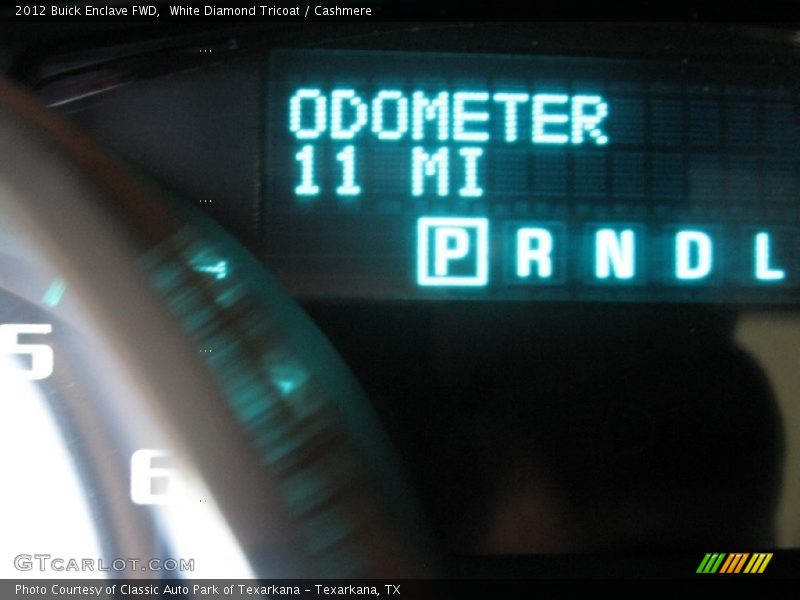 2012 Buick Enclave FWD,  White Diamond Tricoat / Cashmere
ODOMETER
11 MI
P R N D L
5
6
GTCARLOT.COM
Photo Courtesy of Classic Auto Park of Texarkana - Texarkana, TX